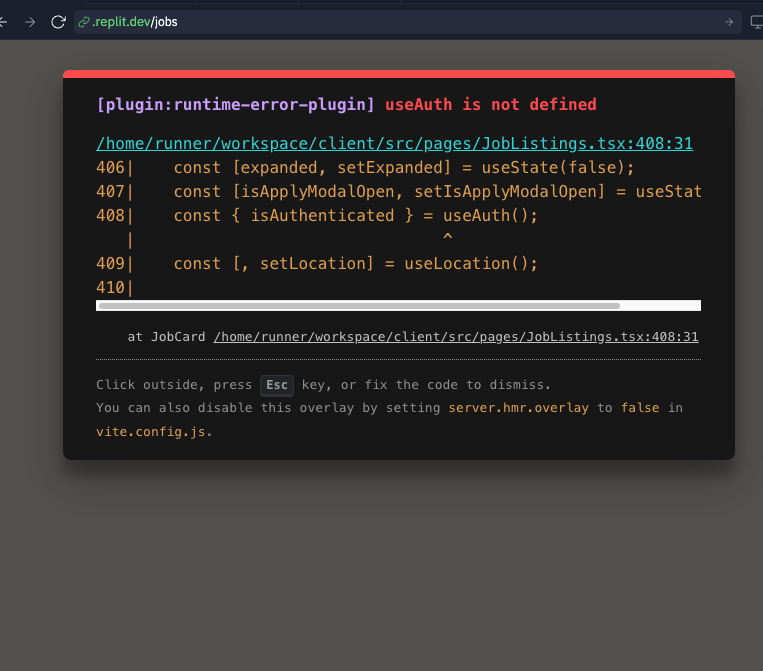 .replit.dev/jobs
[plugin:runtime-error-plugin] useAuth is not defined
/home/runner/workspace/client/src/pages/JobListings.tsx:408:31
406|    const [expanded, setExpanded] = useState(false);
407|    const [isApplyModalOpen, setIsApplyModalOpen] = useStat
408|    const { isAuthenticated } = useAuth();
   |                                ^
409|    const [, setLocation] = useLocation();
410|
at JobCard /home/runner/workspace/client/src/pages/JobListings.tsx:408:31
Click outside, press Esc key, or fix the code to dismiss.
You can also disable this overlay by setting server.hmr.overlay to false in
vite.config.js.